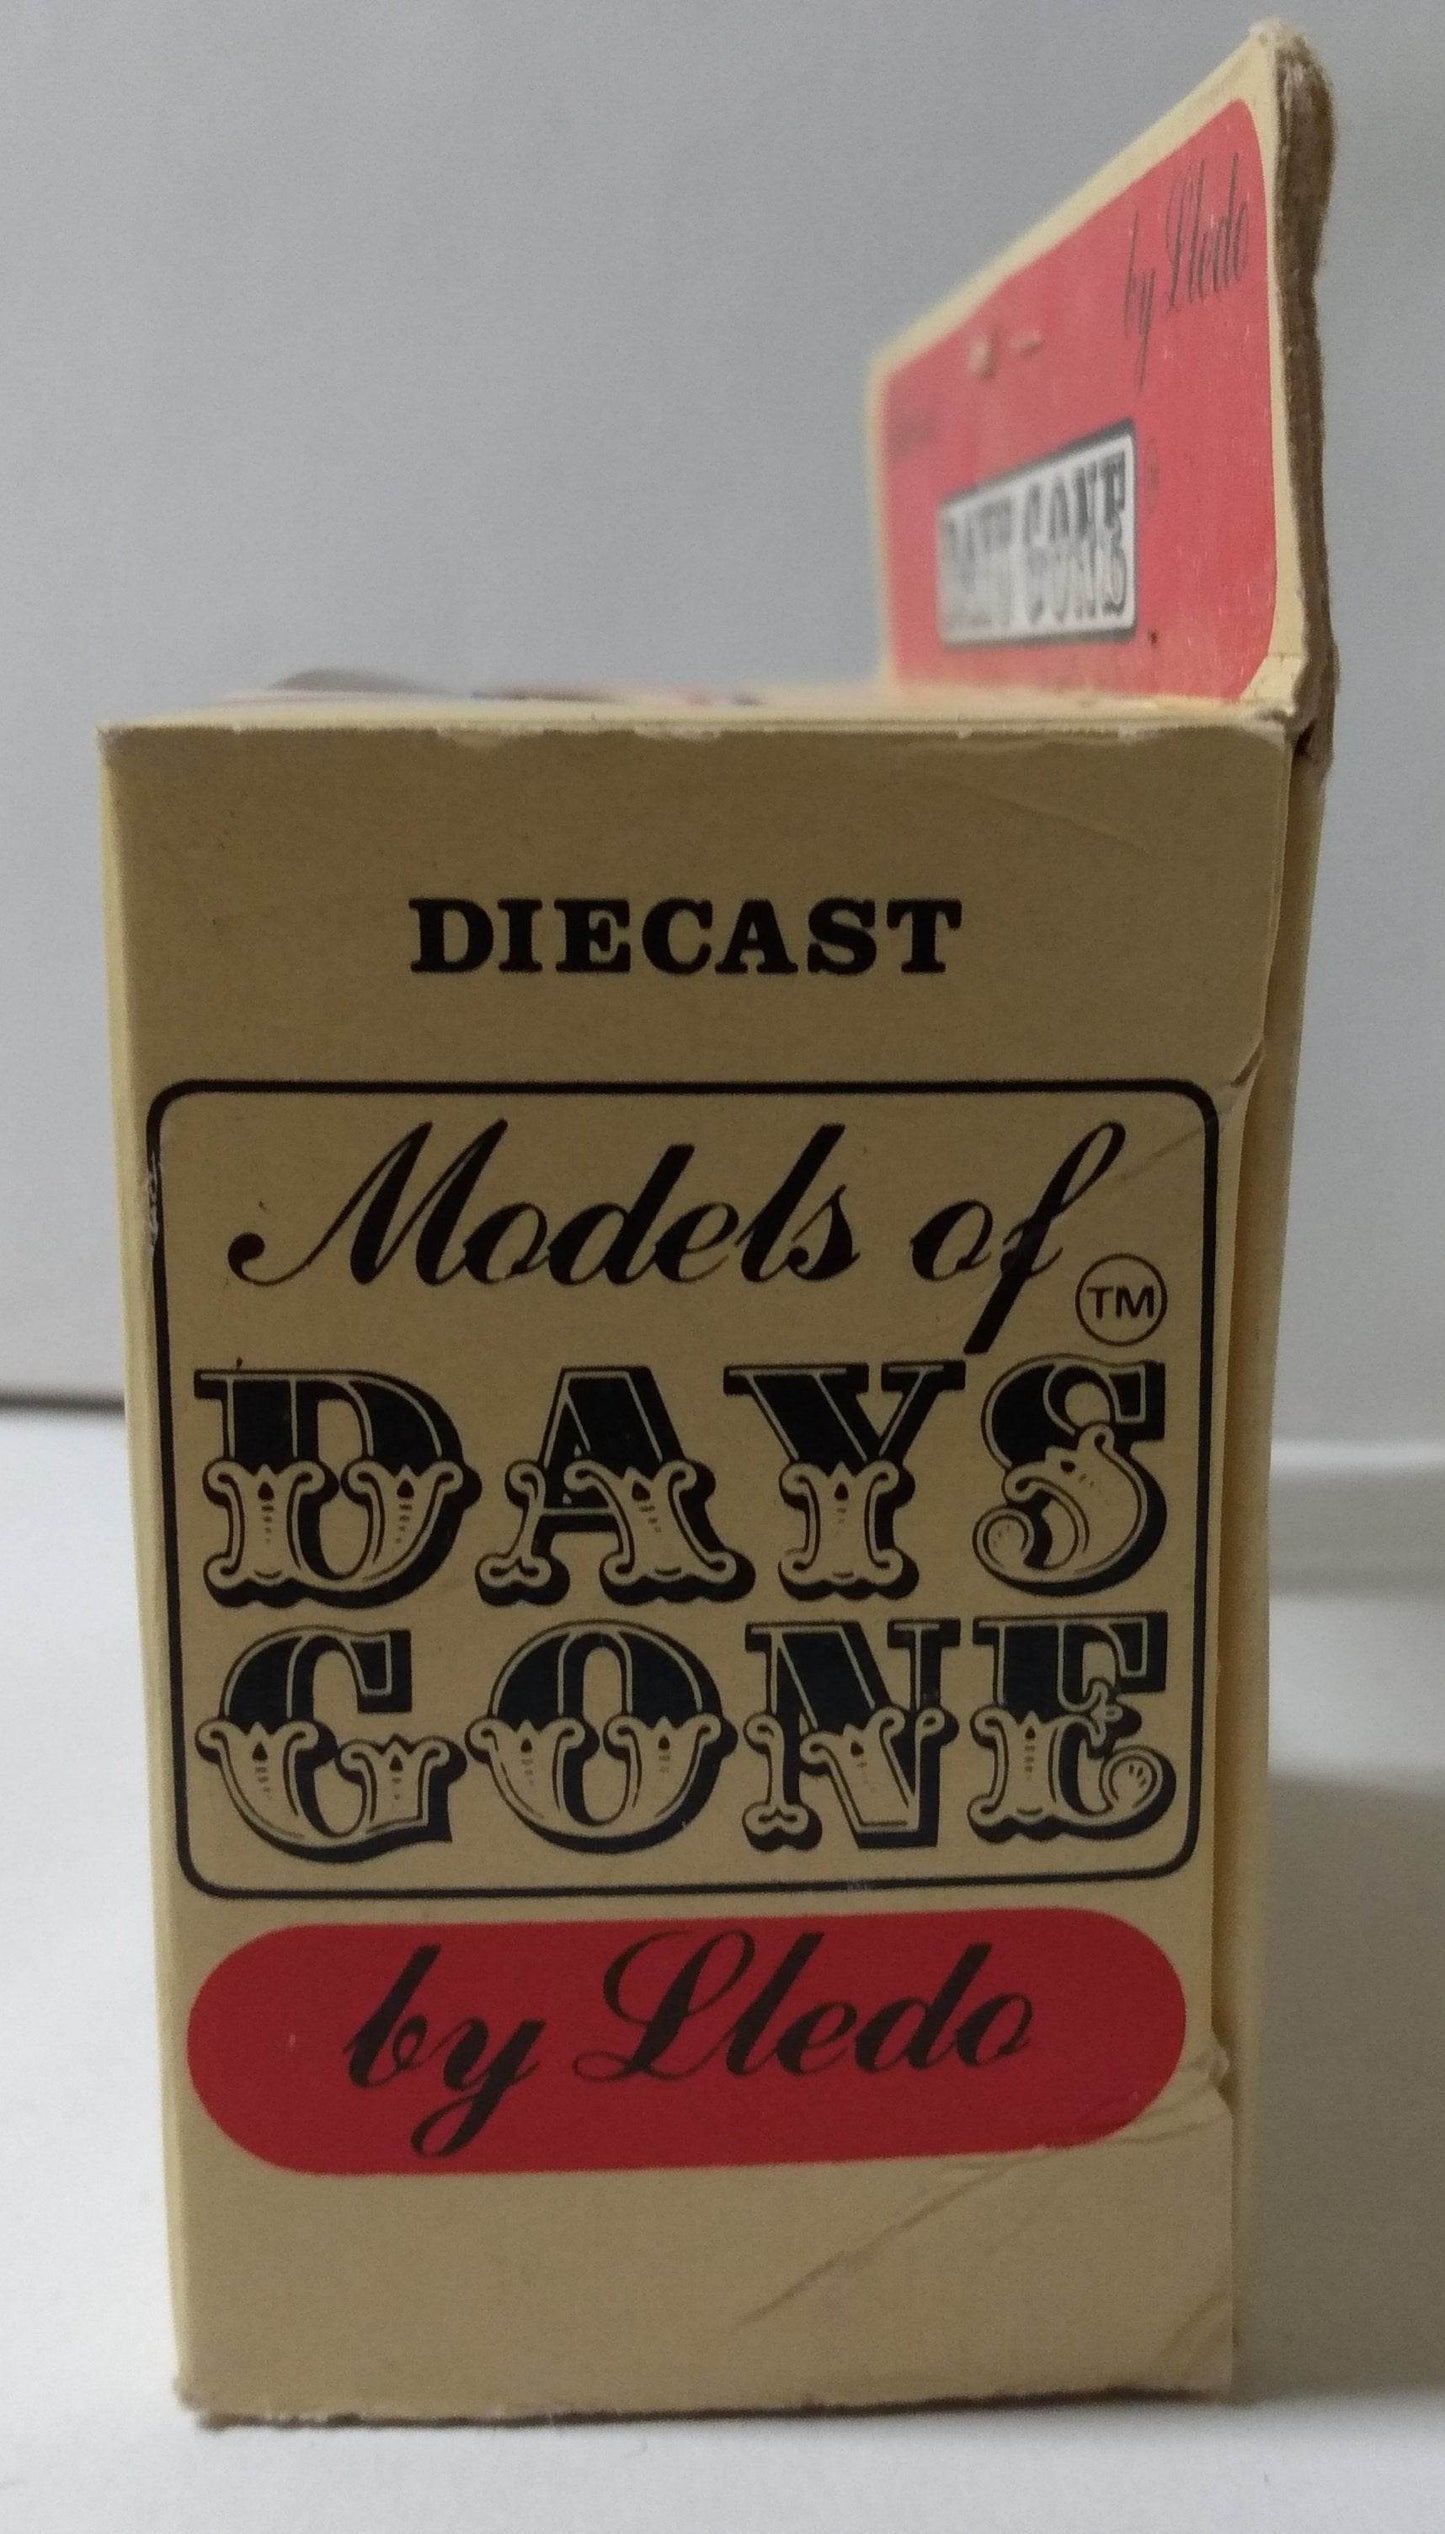 by Lledo
DAYS GONE
DIECAST
Models of
TM
DAYS
GONE
by Lledo